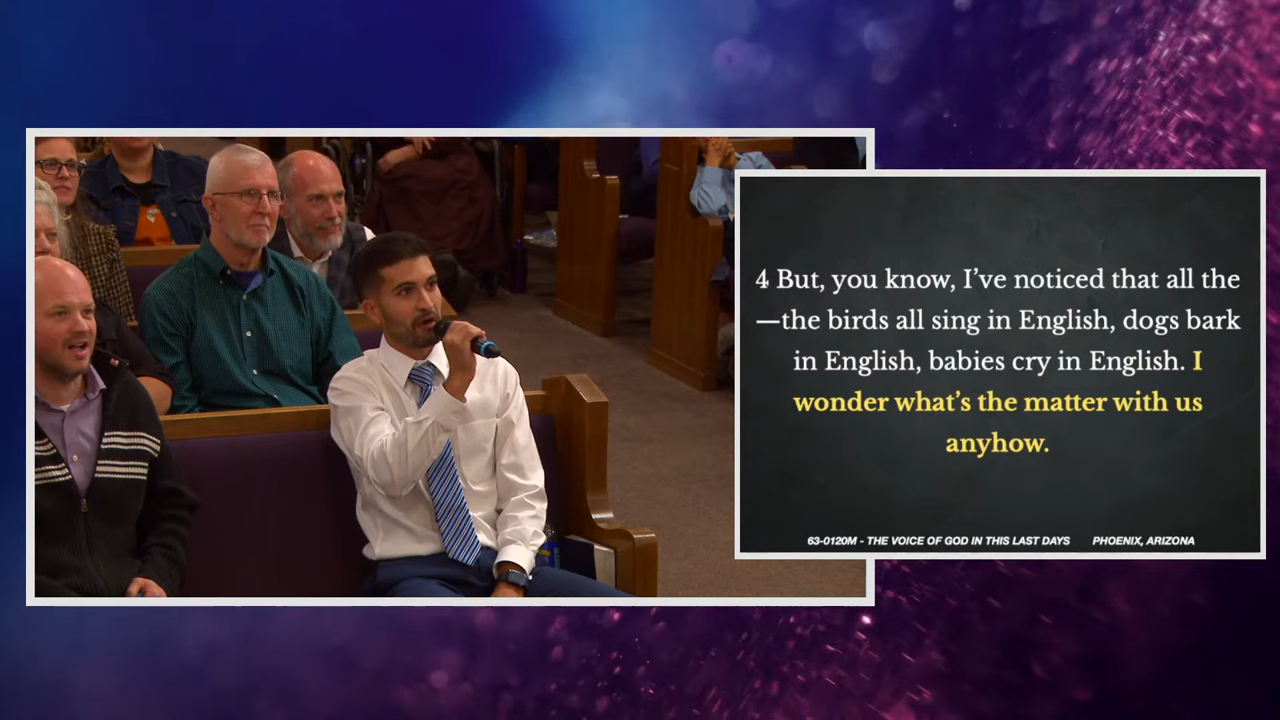 4 But, you know, I've noticed that all the
—the birds all sing in English, dogs bark
in English, babies cry in English. I
wonder what's the matter with us
anyhow.
63-0120M - THE VOICE OF GOD IN THIS LAST DAYS PHOENIX, ARIZONA